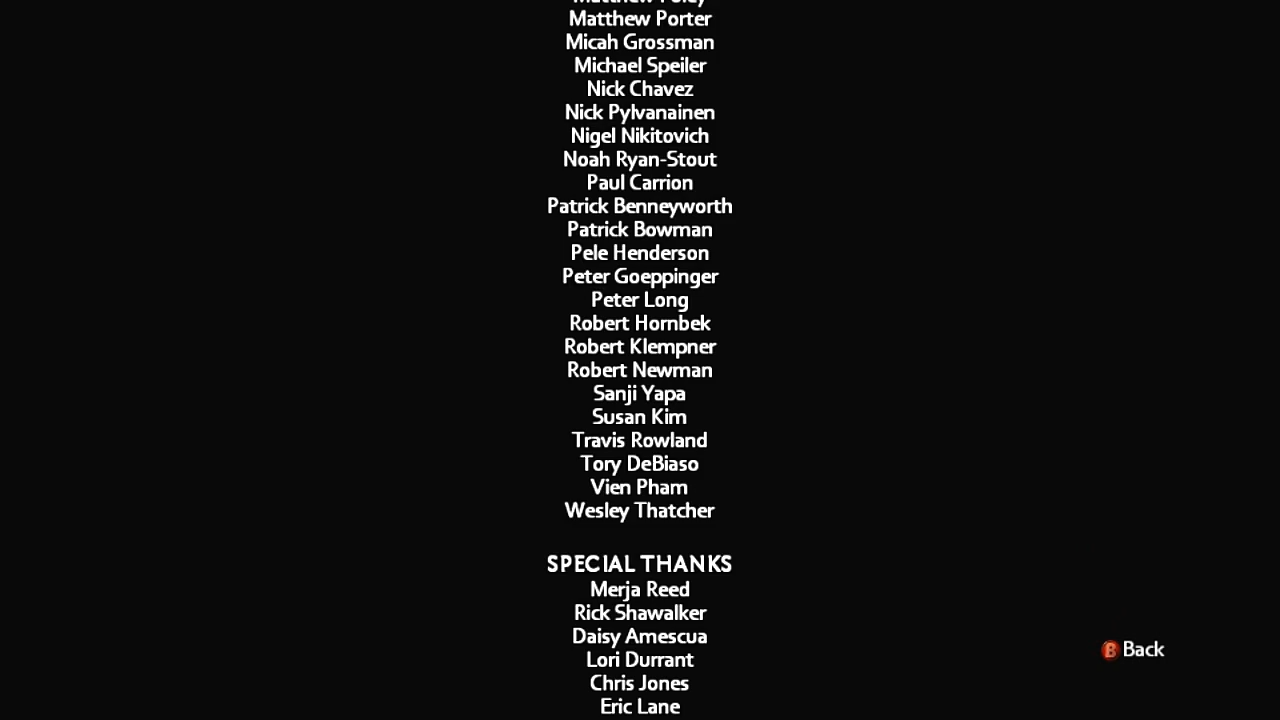 Matthew Porter
Micah Grossman
Michael Speiler
Nick Chavez
Nick Pylvanainen
Nigel Nikitovich
Noah Ryan-Stout
Paul Carrion
Patrick Benneyworth
Patrick Bowman
Pele Henderson
Peter Goeppinger
Peter Long
Robert Hornbek
Robert Klempner
Robert Newman
Sanji Yapa
Susan Kim
Travis Rowland
Tory DeBiaso
Vien Pham
Wesley Thatcher
SPECIAL THANKS
Merja Reed
Rick Shawalker
Daisy Amescua
Lori Durrant
Chris Jones
Eric Lane
B Back